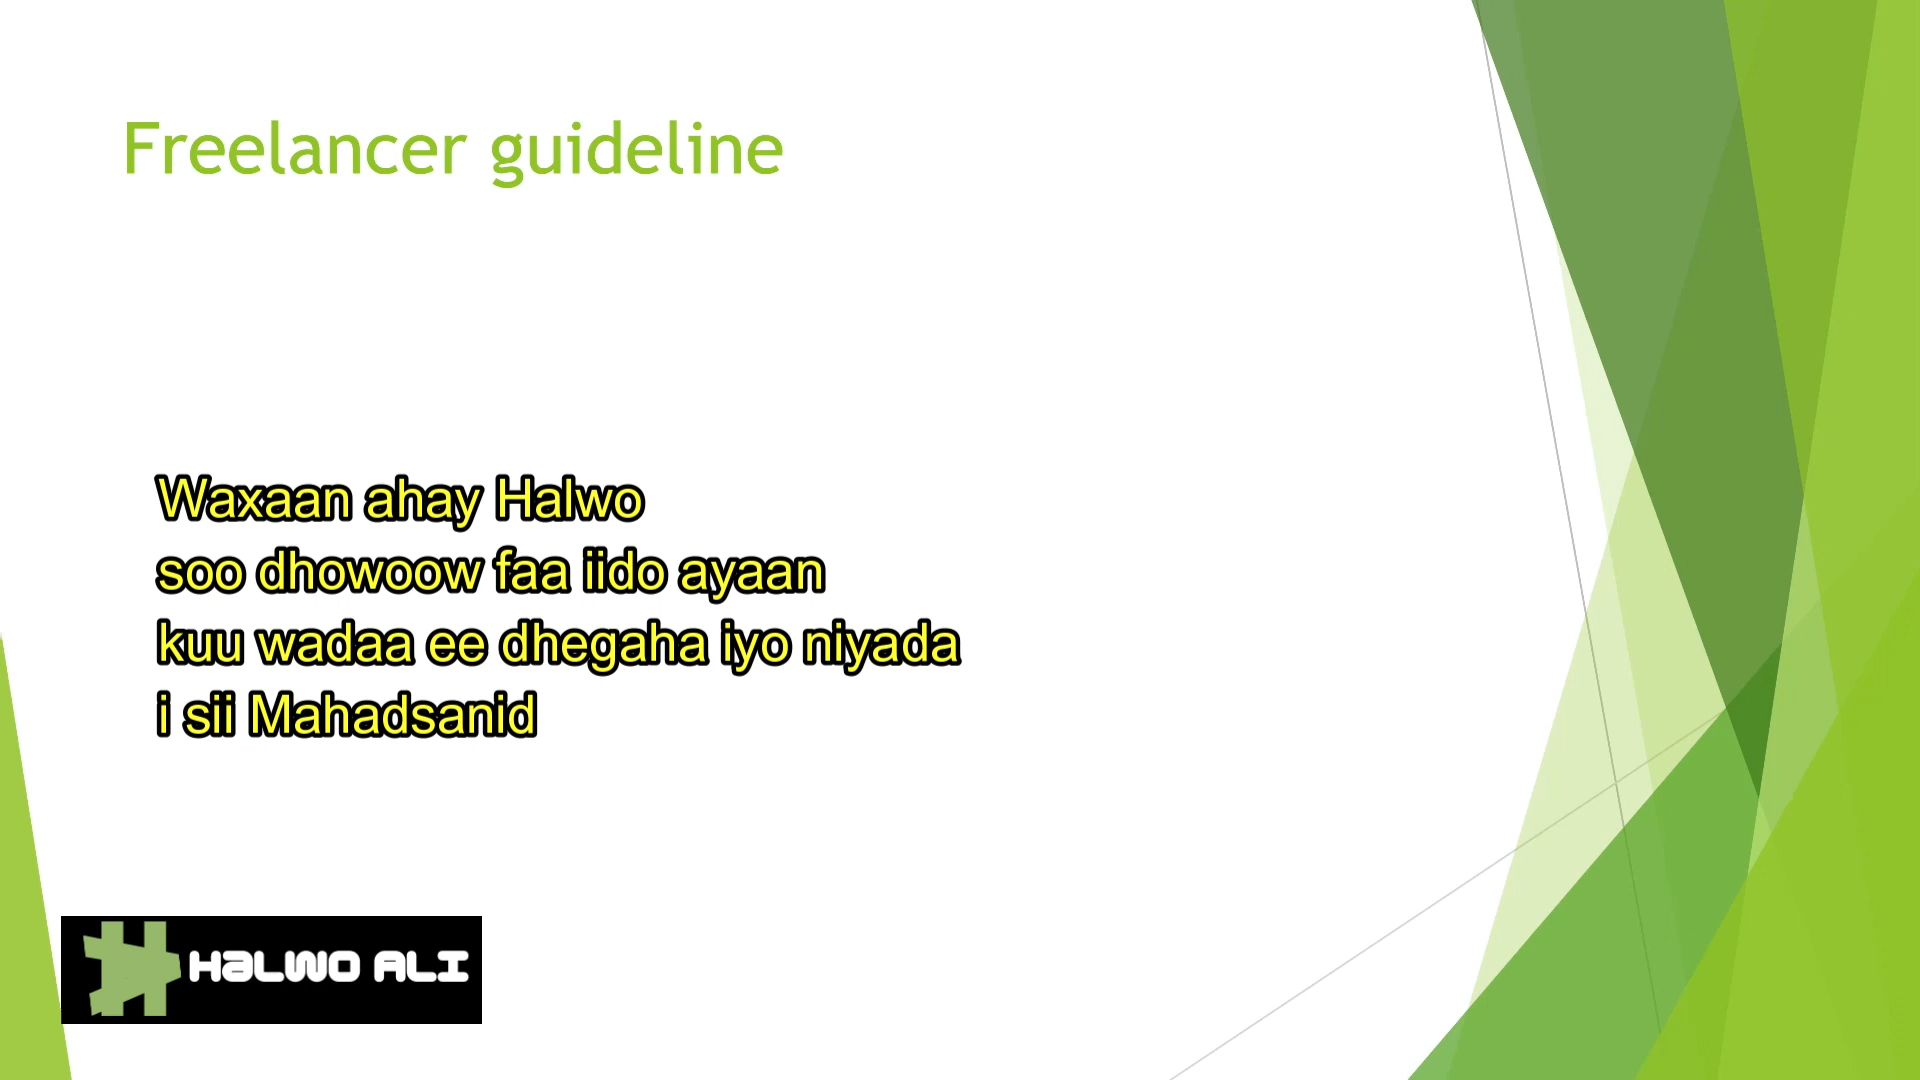 Freelancer guideline
Waxaan ahay Halwo
soo dhowoow faa iido ayaan
kuu wadaa ee dhegaha iyo niyada
i sii Mahadsanid
HALWO ALI